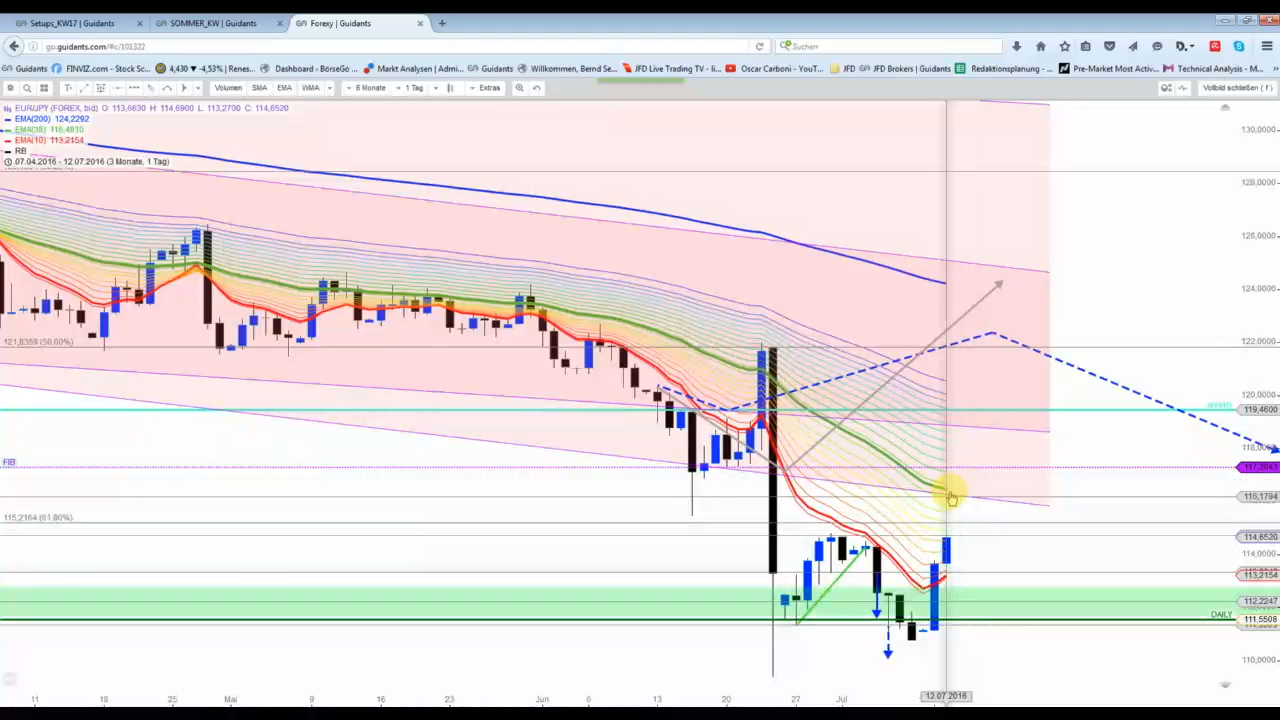 Setups_KW17 | Guidants
SOMMER_KW | Guidants
Forexy | Guidants
go.guidants.com/#c/101322
Suchen
Guidants
FINVIZ.com - Stock Sc...
4,430 ▾ -4,53% | Renes...
Dashboard - BörseGo ...
Markt Analysen | Admi...
Guidants
Willkommen, Bernd Se...
JFD Live Trading TV - li...
Oscar Carboni - YouT...
JFD
JFD Brokers | Guidants
Redaktionsplanung - ...
Pre-Market Most Activ...
Technical Analysis - M...
Volumen
SMA
EMA
WMA
6 Monate
1 Tag
Extras
Vollbild schließen ( f )
EURJPY (FOREX, bid) O: 113,6630 H: 114,6900 L: 113,2700 C: 114,6520
EMA(200) 124,2292
EMA(38) 116,4810
EMA(10) 113,2154
RB
07.04.2016 - 12.07.2016 (3 Monate, 1 Tag)
130,0000
128,0000
126,0000
124,0000
122,0000
121,8359 (50.00%)
120,0000
119,4600
118,0000
FIB
115,2164 (61.80%)
114,6520
114,0000
113,2154
112,2247
DAILY
111,5508
110,0000
11
18
25
Mai
9
16
23
Jun
6
13
20
27
Jul
12.07.2016